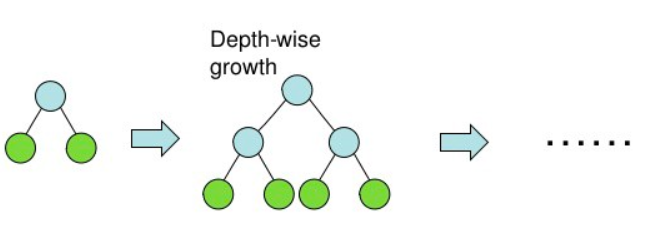 Depth-wise
growth
......